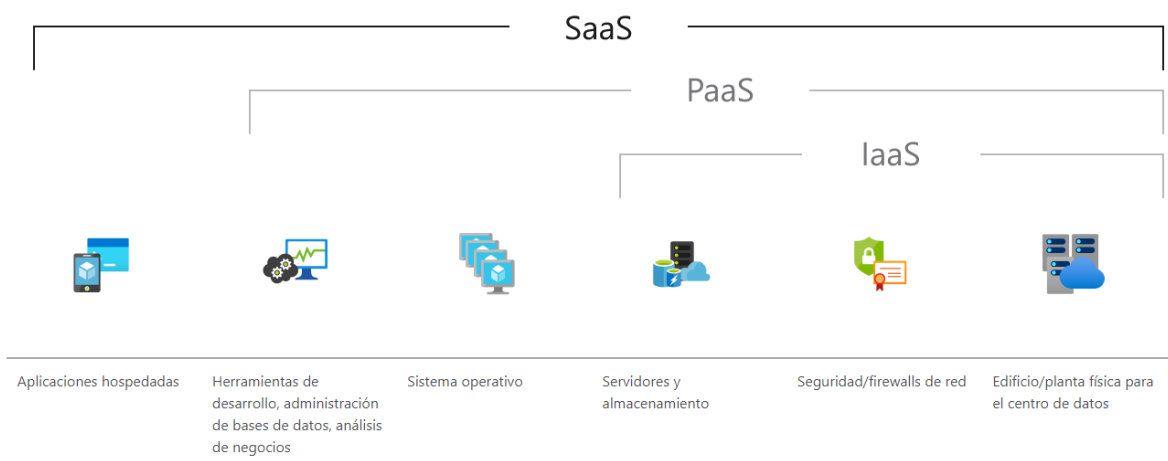 SaaS
PaaS
IaaS
Aplicaciones hospedadas
Herramientas de
desarrollo, administración
de bases de datos, análisis
de negocios
Sistema operativo
Servidores y
almacenamiento
Seguridad/firewalls de red
Edificio/planta física para
el centro de datos